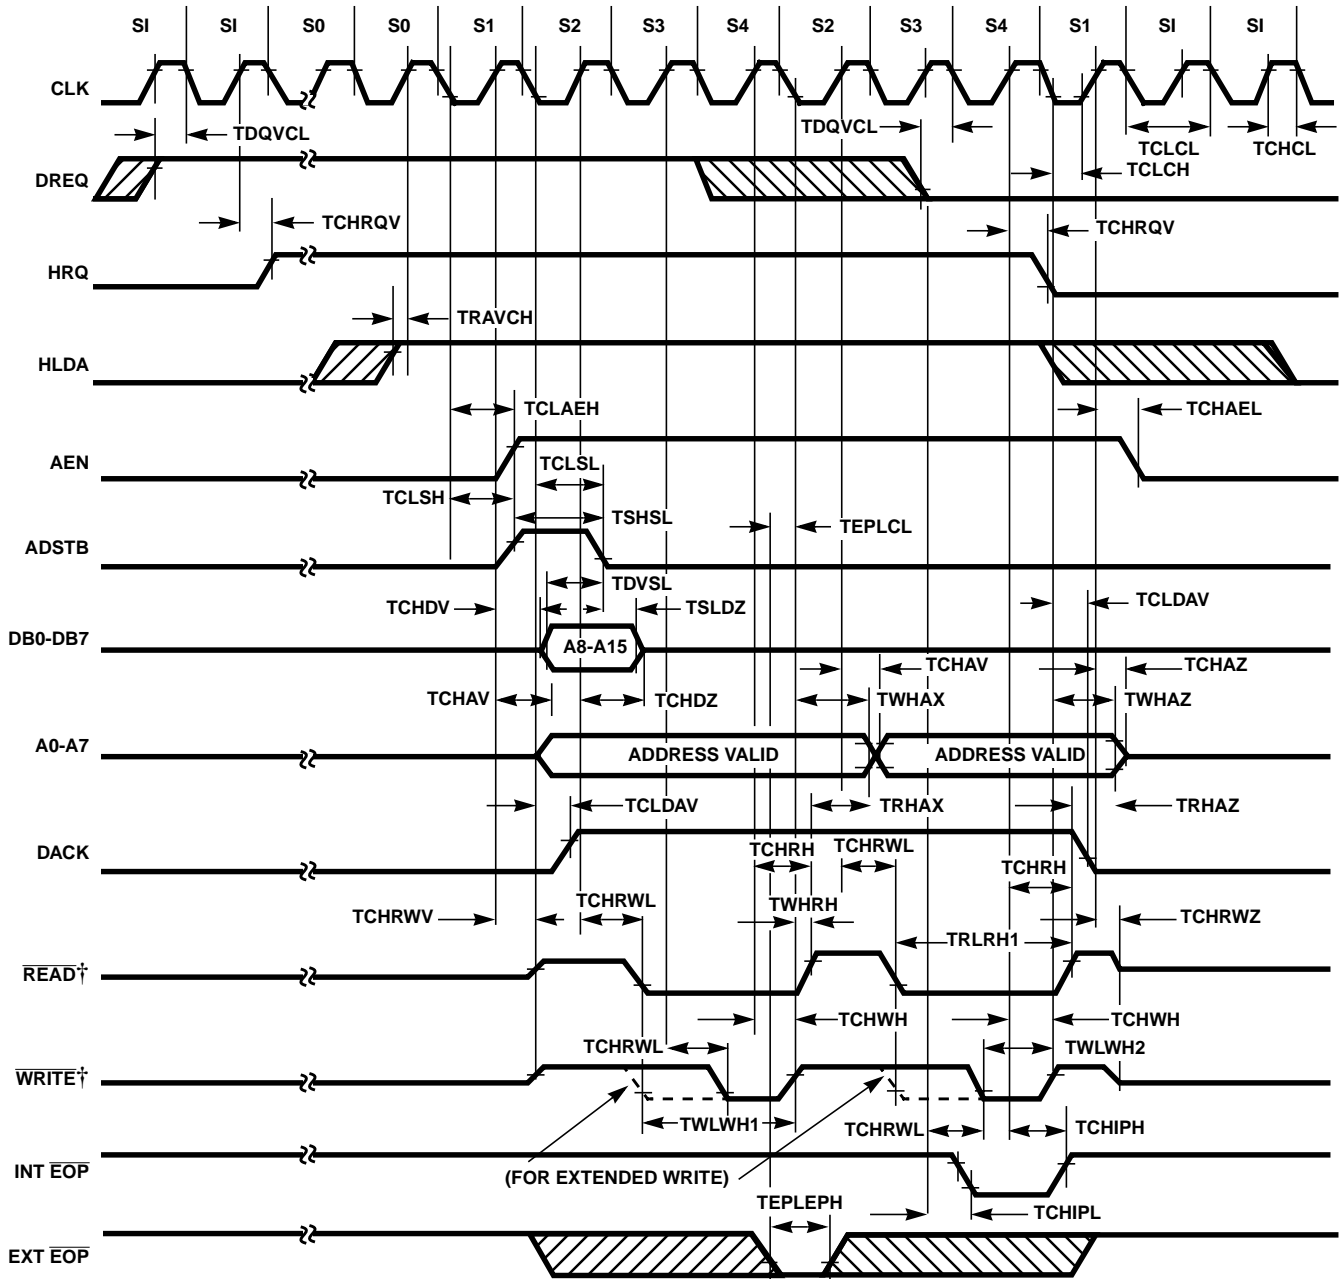 SI SI S0 S0 S1 S2 S3 S4 S2 S3 S4 S1 SI SI
CLK
TDQVCL TDQVCL TCLCL TCHCL
TCLCH
DREQ
TCHRQV TCHRQV
HRQ
TRAVCH
HLDA
TCLAEH TCHAEL
AEN
TCLSL
TCLSH
TSHSL TEPLCL
ADSTB
TDVSL
TCHDV TSLDZ TCLDAV
DB0-DB7 A8-A15
TCHAV TCHAZ
TCHAV TCHDZ TWHAX TWHAZ
A0-A7 ADDRESS VALID ADDRESS VALID
TCLDAV TRHAX TRHAZ
DACK
TCHRH TCHRWL
TCHRH
TCHRWL TWHRH
TCHRWV TCHRWZ
TRLRH1
READ†
TCHWH TCHWH
TCHRWL TWLWH2
WRITE†
TWLWH1 TCHRWL TCHIPH
INT EOP
(FOR EXTENDED WRITE)
TEPLEPH
TCHIPL
EXT EOP